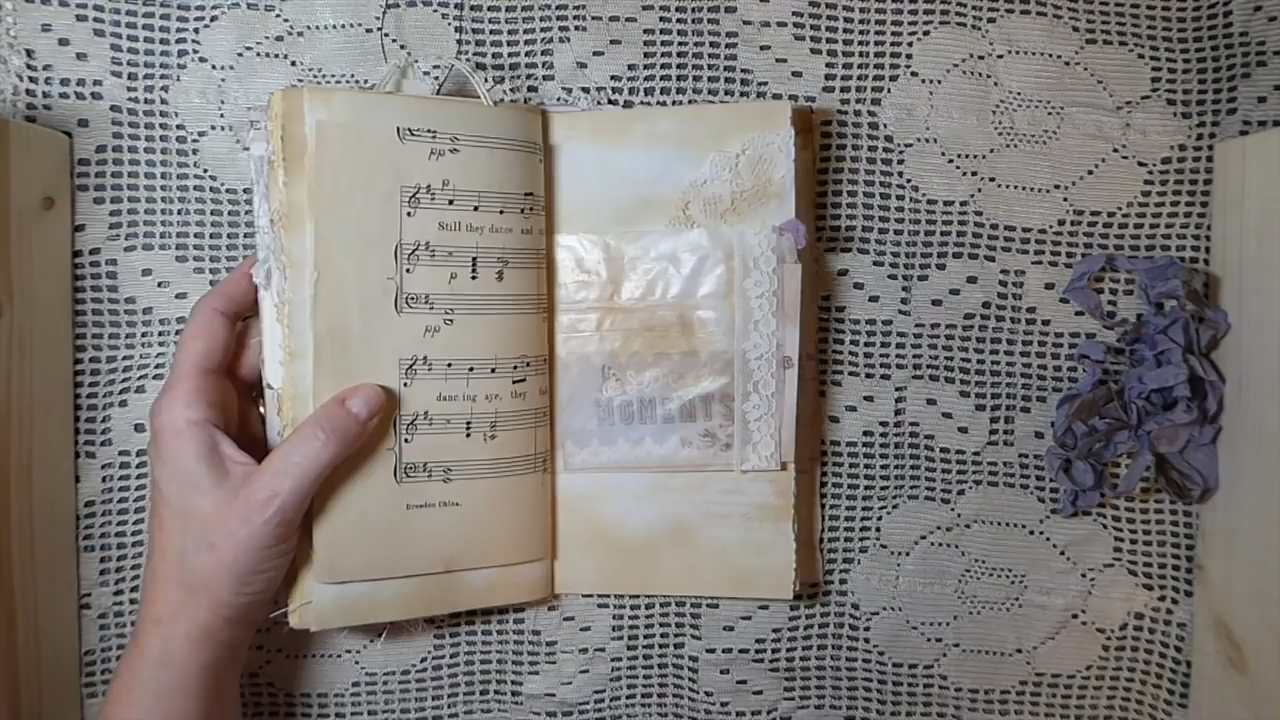 pp
p
Still they dance and
p
pp
danc.ing aye, they
Dresden China.
MOMENTS